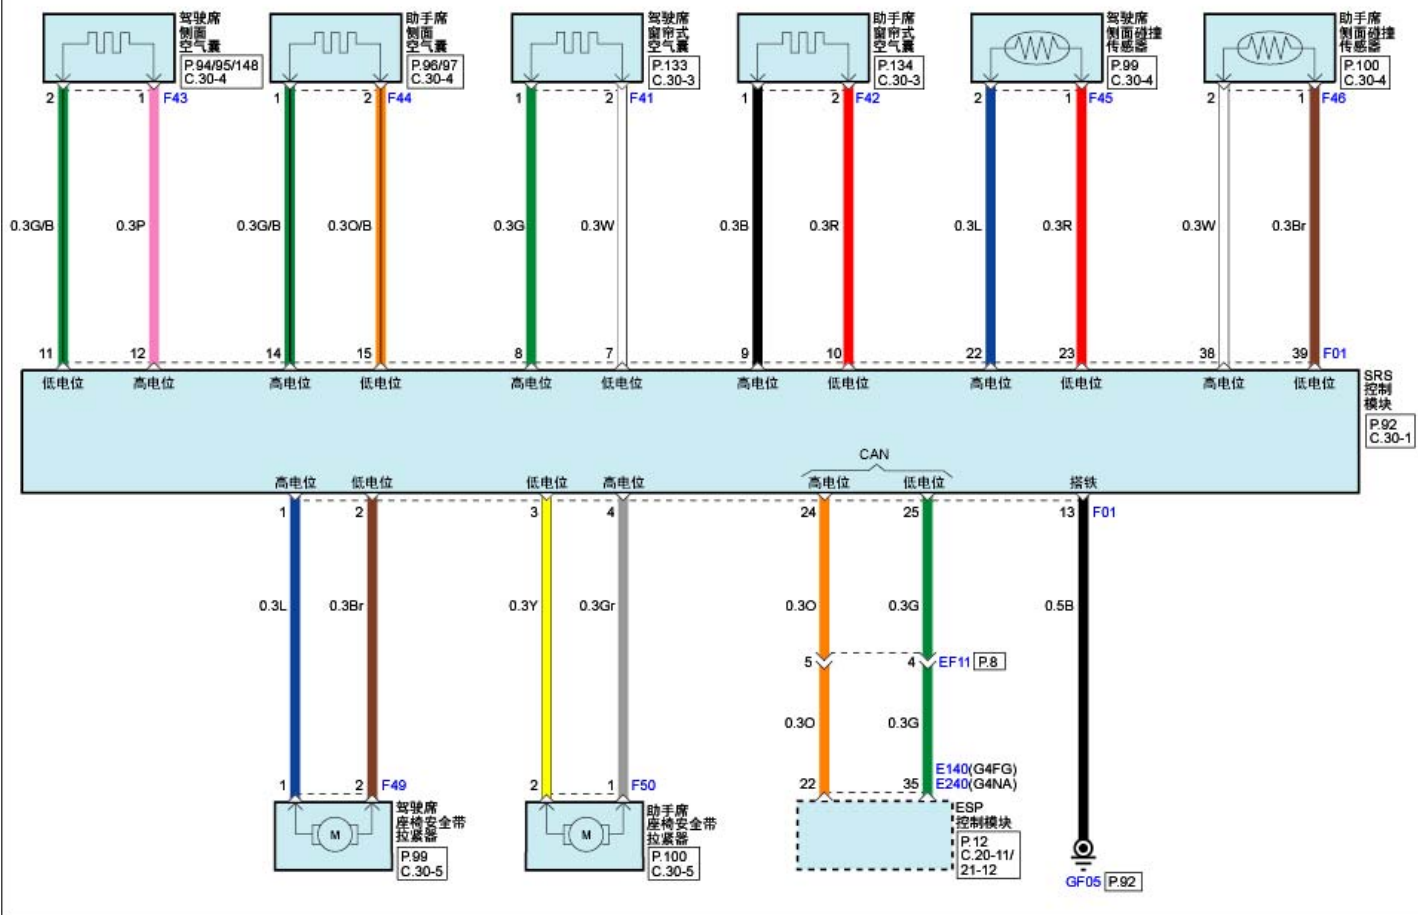 驾驶席
侧面
空气囊
P.94/95/148
C.30-4
助手席
侧面
空气囊
P.96/97
C.30-4
驾驶席
窗帘式
空气囊
P.133
C.30-3
助手席
窗帘式
空气囊
P.134
C.30-3
驾驶席
侧面碰撞
传感器
P.99
C.30-4
助手席
侧面碰撞
传感器
P.100
C.30-4
2 1 F43 1 2 F44 1 2 F41 1 2 F42 2 1 F45 2 1 F46
0.3G/B 0.3P 0.3G/B 0.3O/B 0.3G 0.3W 0.3B 0.3R 0.3L 0.3R 0.3W 0.3Br
11 12 14 15 8 7 9 10 22 23 38 39 F01
低电位 高电位 高电位 低电位 高电位 低电位 高电位 低电位 高电位 低电位 高电位 低电位
SRS
控制
模块
P.92
C.30-1
CAN
高电位 低电位 低电位 高电位 高电位 低电位 搭铁
1 2 3 4 24 25 13 F01
0.3L 0.3Br 0.3Y 0.3Gr 0.3O 0.3G 0.5B
5 4 EF11 P.8
0.3O 0.3G
E140(G4FG)
1 2 F49 2 1 F50 22 35 E240(G4NA)
驾驶席
座椅安全带
拉紧器
P.99
C.30-5
M
助手席
座椅安全带
拉紧器
P.100
C.30-5
M
ESP
控制模块
P.12
C.20-11/
21-12
GF05 P.92